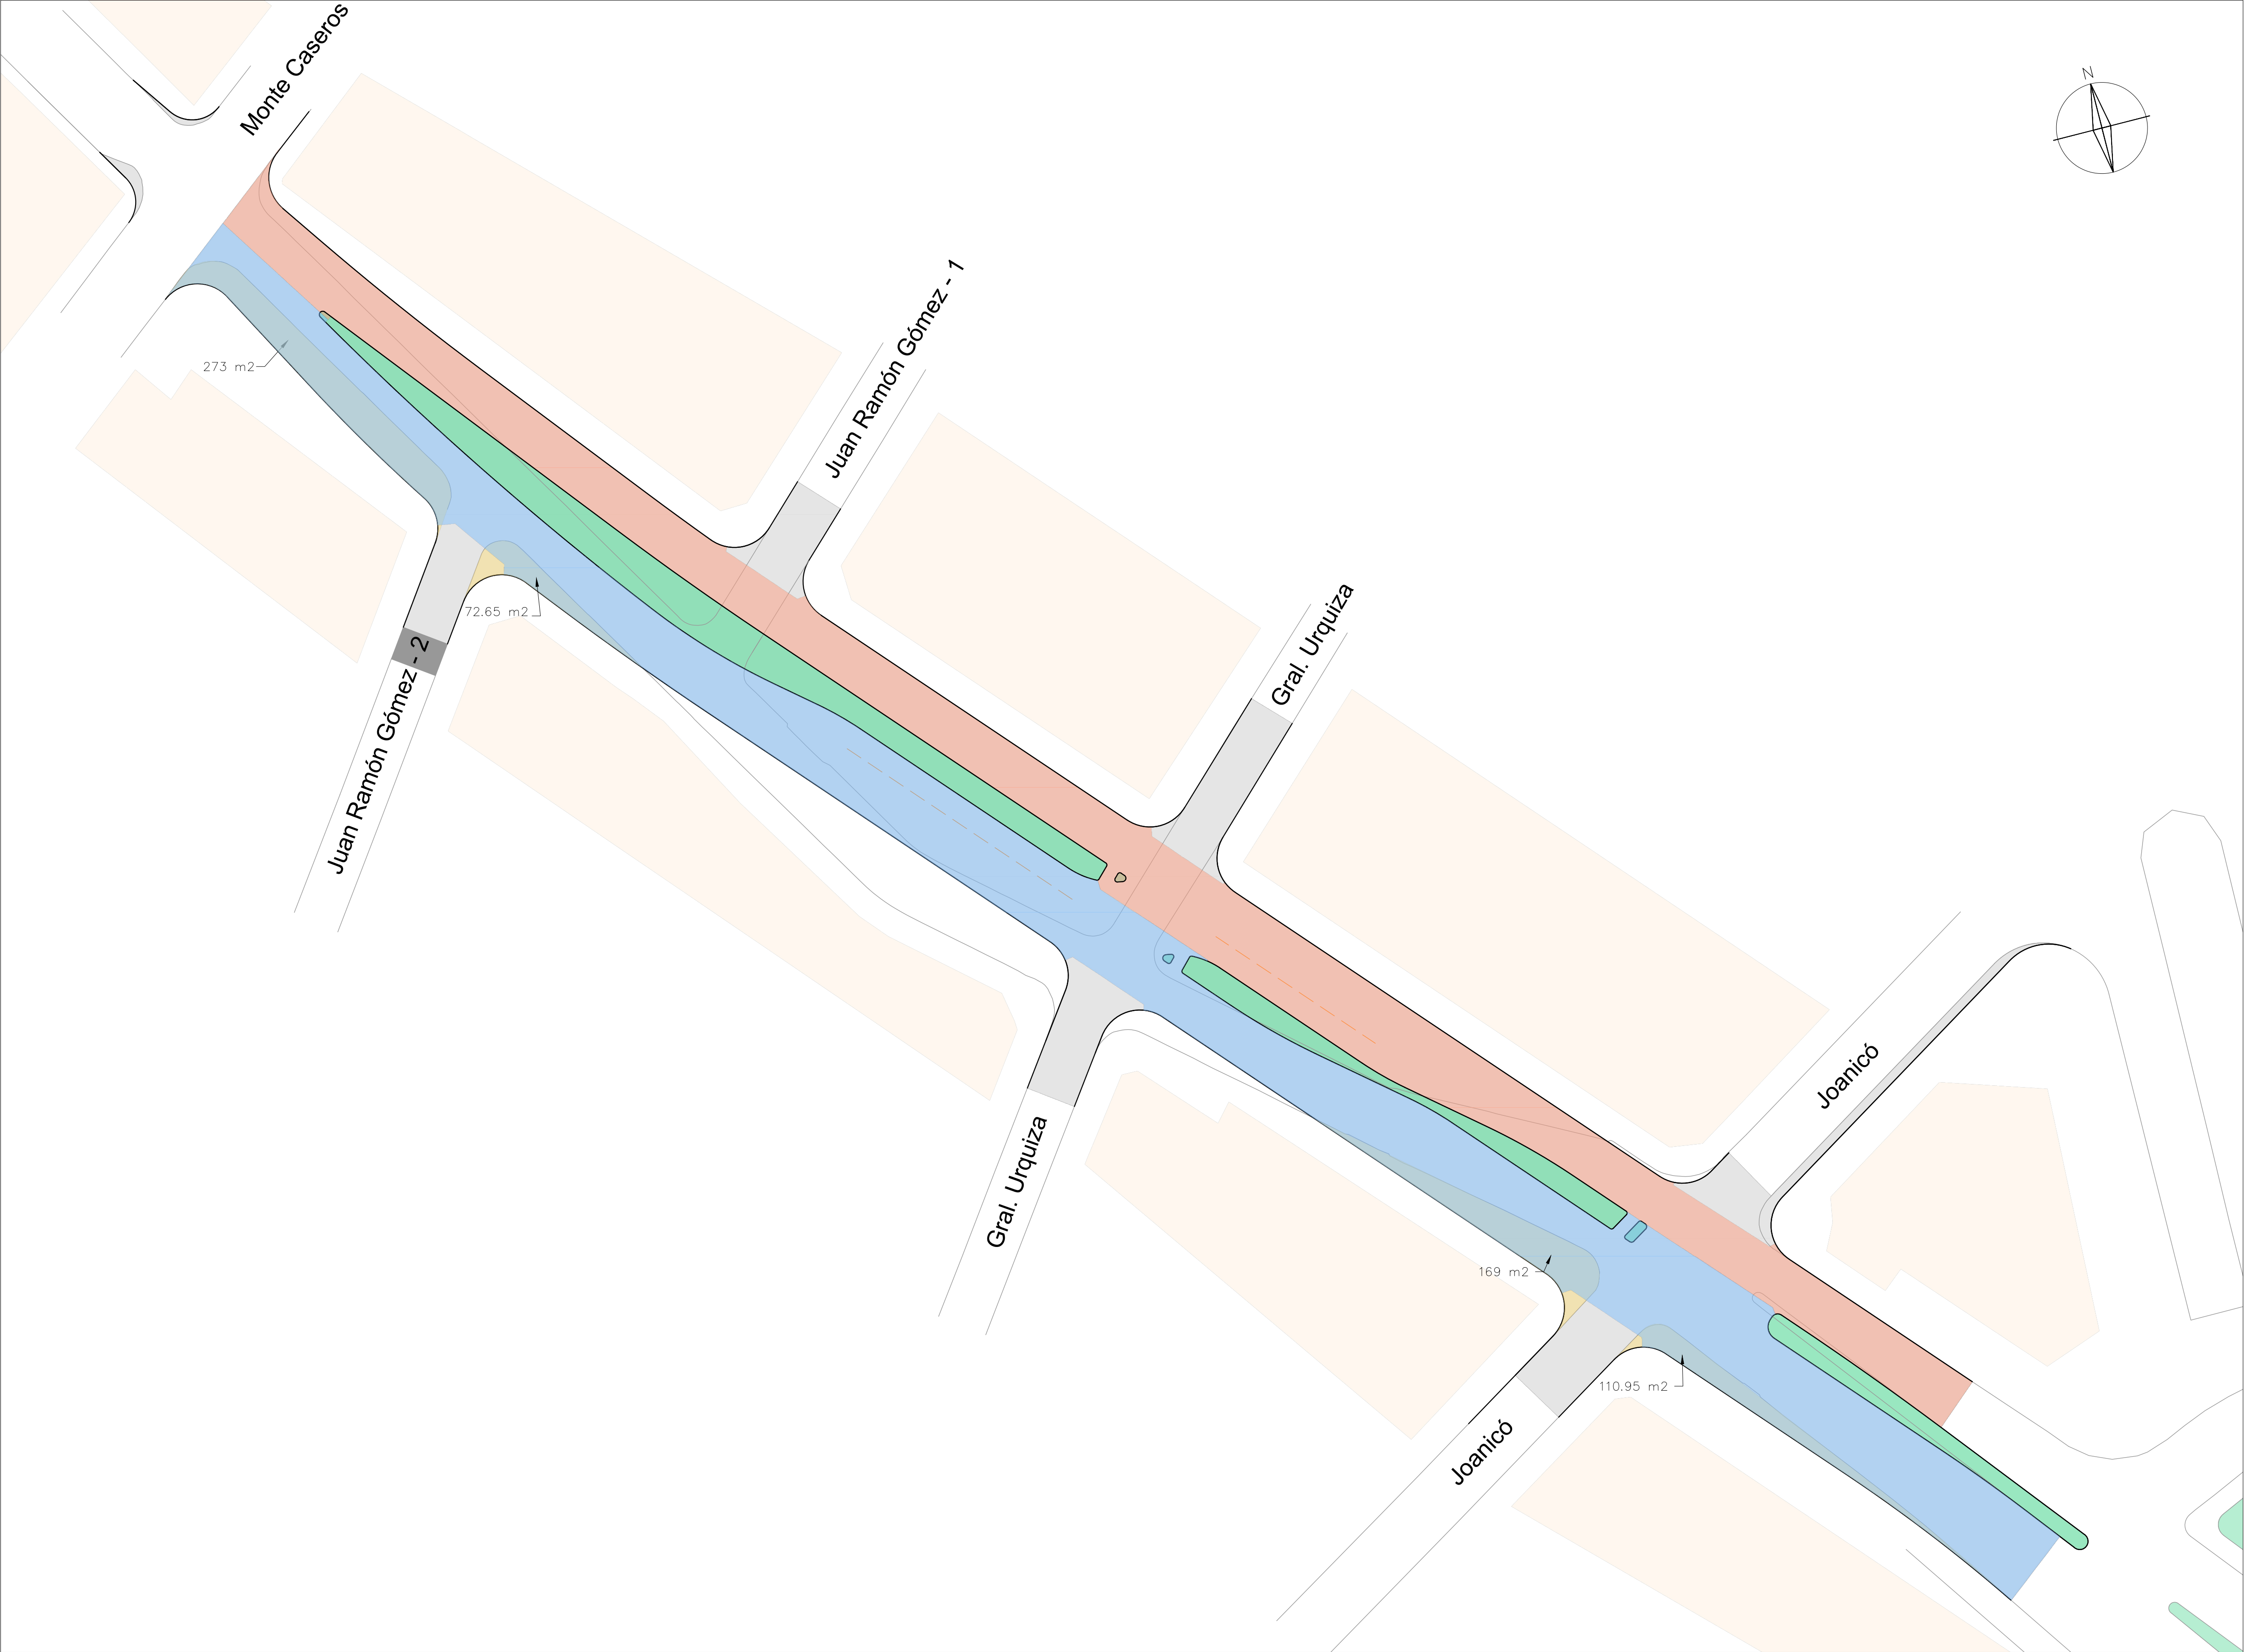 Monte Caseros
N
Juan Ramón Gómez - 1
273 m2
Gral. Urquiza
72.65 m2
Juan Ramón Gómez - 2
Joanicó
Gral. Urquiza
169 m2
110.95 m2
Joanicó